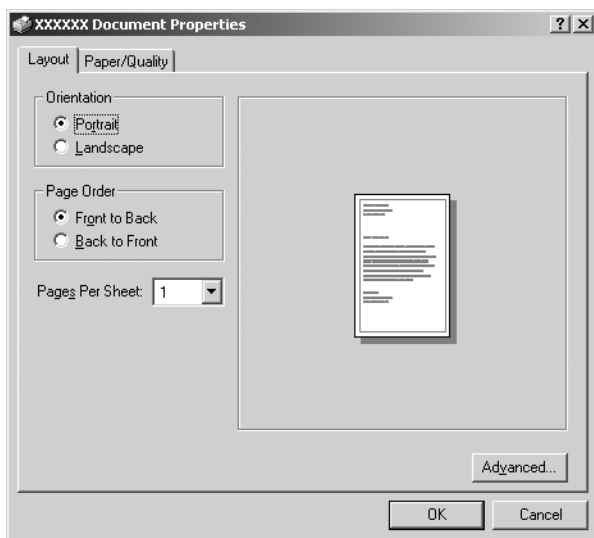 XXXXXX Document Properties
Layout
Paper/Quality
Orientation
Portrait
Landscape
Page Order
Front to Back
Back to Front
Pages Per Sheet: 1
Advanced...
OK
Cancel